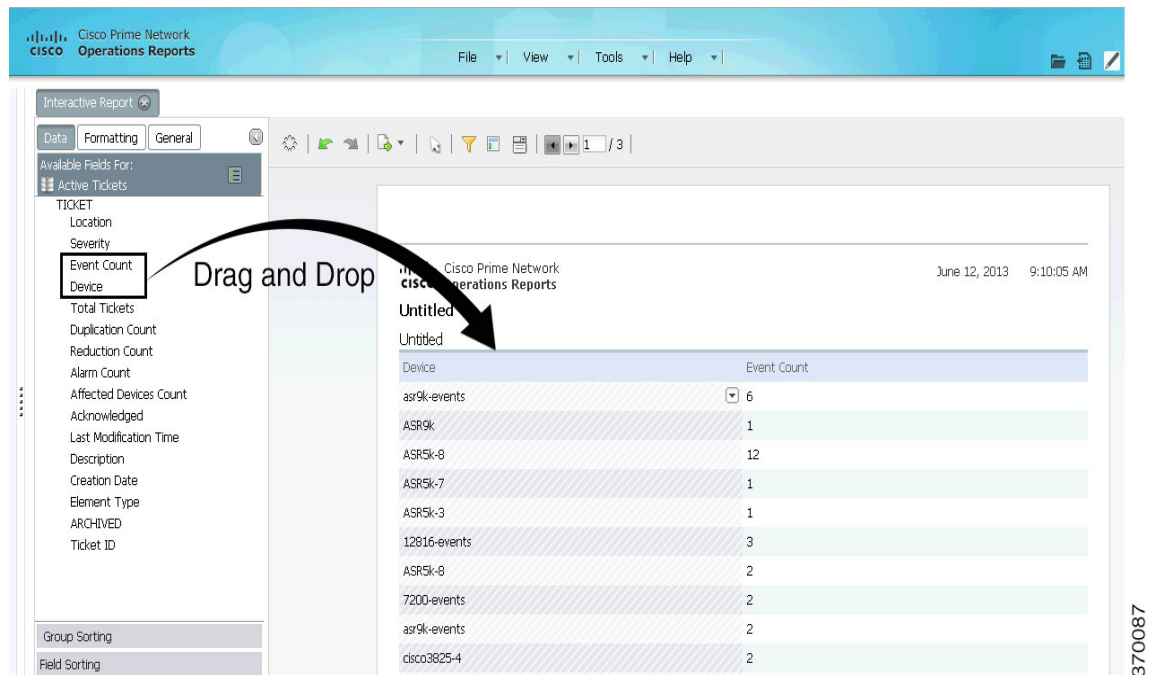 Cisco Prime Network
CISCO Operations Reports
File View Tools Help
Interactive Report
Data Formatting General
1 / 3
Available Fields For:
Active Tickets
TICKET
Location
Severity
Event Count
Device
Total Tickets
Duplication Count
Reduction Count
Alarm Count
Affected Devices Count
Acknowledged
Last Modification Time
Description
Creation Date
Element Type
ARCHIVED
Ticket ID
Group Sorting
Field Sorting
Drag and Drop
Cisco Prime Network
Operations Reports
June 12, 2013 9:10:05 AM
Untitled
Untitled
Device Event Count
asr9k-events 6
ASR9k 1
ASR5k-8 12
ASR5k-7 1
ASR5k-3 1
12816-events 3
ASR5k-8 2
7200-events 2
asr9k-events 2
cisco3825-4 2
370087